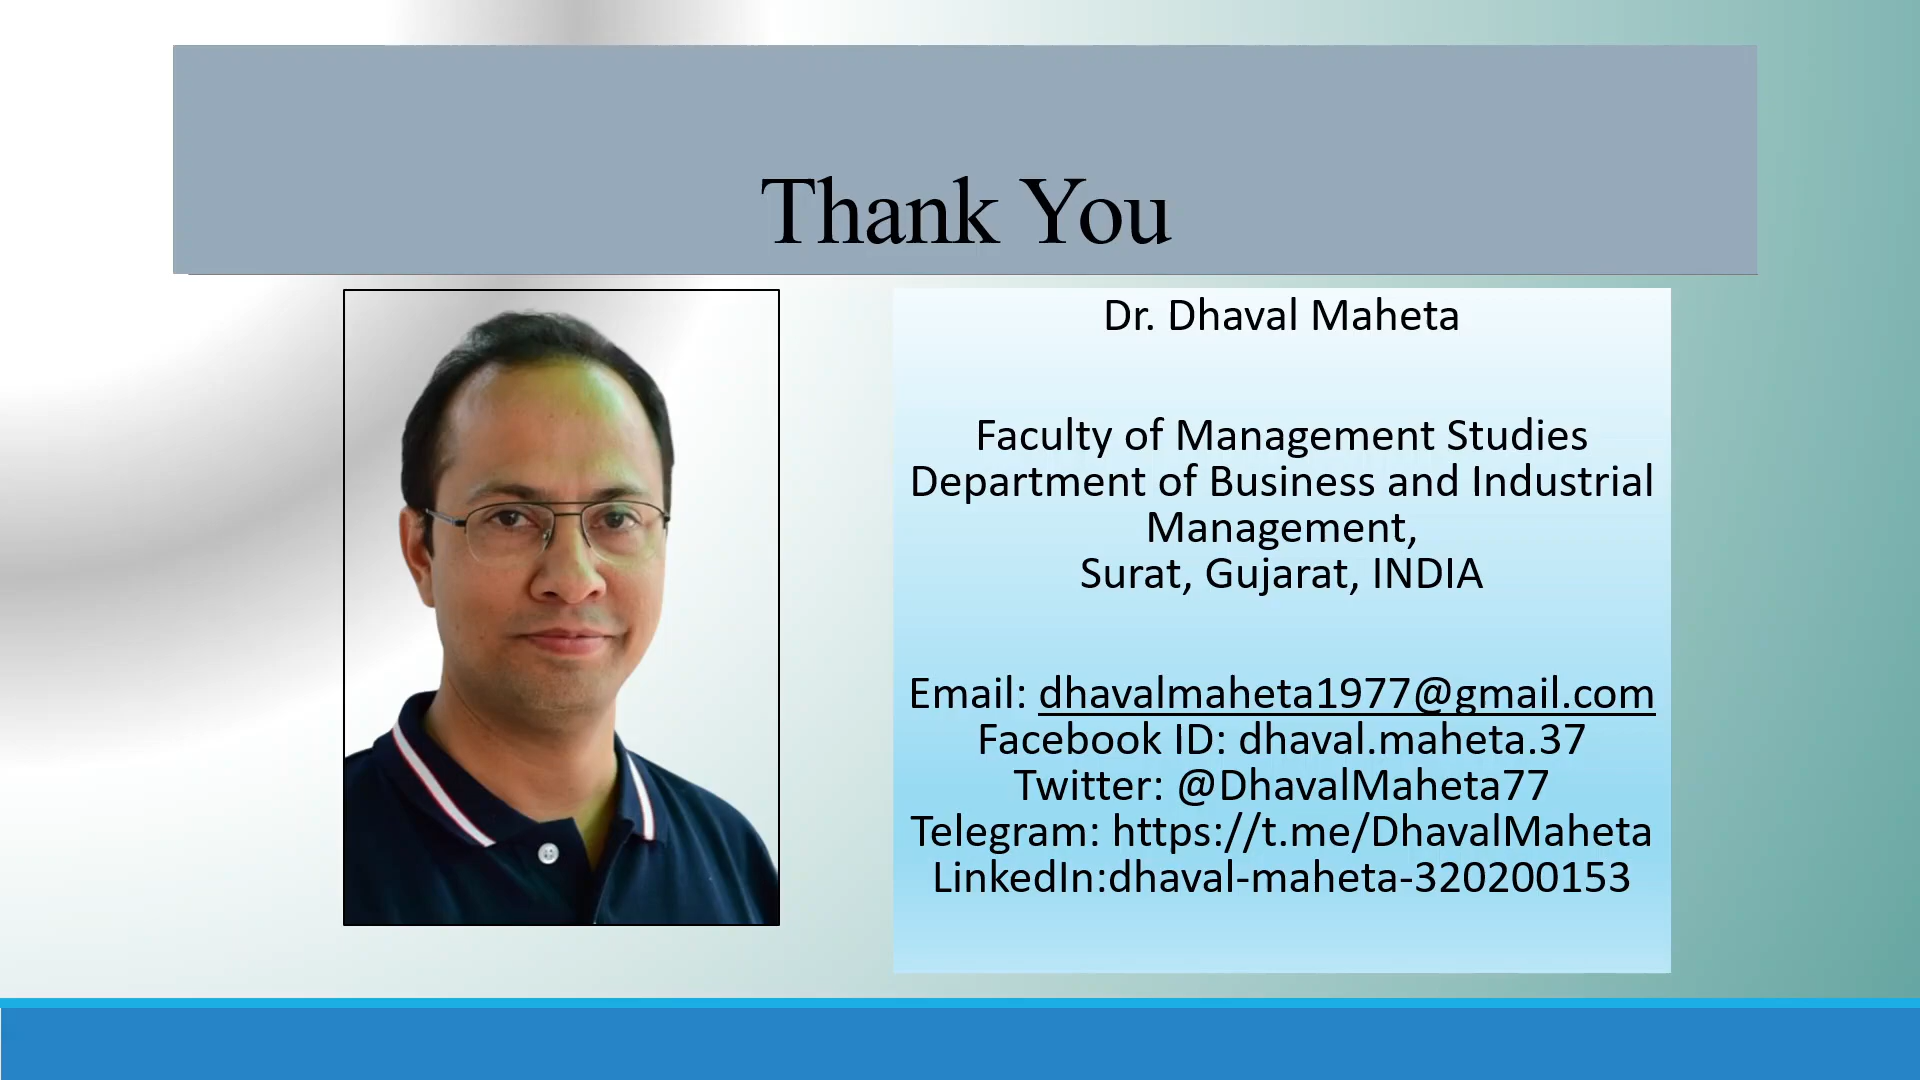 Thank You
Dr. Dhaval Maheta
Faculty of Management Studies
Department of Business and Industrial
Management,
Surat, Gujarat, INDIA
Email: dhavalmaheta1977@gmail.com
Facebook ID: dhaval.maheta.37
Twitter: @DhavalMaheta77
Telegram: https://t.me/DhavalMaheta
LinkedIn:dhaval-maheta-320200153